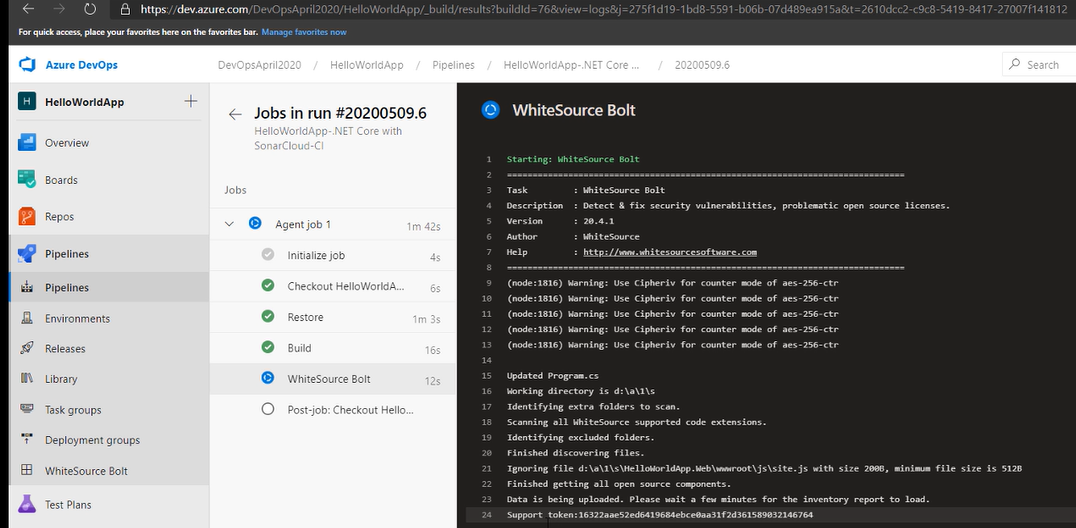 https://dev.azure.com/DevOpsApril2020/HelloWorldApp/_build/results?buildId=76&view=logs&j=275f1d19-1bd8-5591-b06b-07d489ea915a&t=2610dcc2-c9c8-5419-8417-27007f141812
For quick access, place your favorites here on the favorites bar. Manage favorites now
Azure DevOps
DevOpsApril2020 / HelloWorldApp / Pipelines / HelloWorldApp-.NET Core ... / 20200509.6
Search
H HelloWorldApp
Overview
Boards
Repos
Pipelines
Pipelines
Environments
Releases
Library
Task groups
Deployment groups
WhiteSource Bolt
Test Plans
Jobs in run #20200509.6
HelloWorldApp-.NET Core with
SonarCloud-CI
Jobs
Agent job 1 1m 42s
Initialize job 4s
Checkout HelloWorldA... 6s
Restore 1m 3s
Build 16s
WhiteSource Bolt 12s
Post-job: Checkout Hello...
WhiteSource Bolt
1 Starting: WhiteSource Bolt
2 ==============================================================================
3 Task : WhiteSource Bolt
4 Description : Detect & fix security vulnerabilities, problematic open source licenses.
5 Version : 20.4.1
6 Author : WhiteSource
7 Help : http://www.whitesourcesoftware.com
8 ==============================================================================
9 (node:1816) Warning: Use Cipheriv for counter mode of aes-256-ctr
10 (node:1816) Warning: Use Cipheriv for counter mode of aes-256-ctr
11 (node:1816) Warning: Use Cipheriv for counter mode of aes-256-ctr
12 (node:1816) Warning: Use Cipheriv for counter mode of aes-256-ctr
13 (node:1816) Warning: Use Cipheriv for counter mode of aes-256-ctr
14
15 Updated Program.cs
16 Working directory is d:\a\1\s
17 Identifying extra folders to scan.
18 Scanning all WhiteSource supported code extensions.
19 Identifying excluded folders.
20 Finished discovering files.
21 Ignoring file d:\a\1\s\HelloWorldApp.Web\wwwroot\js\site.js with size 200B, minimum file size is 512B
22 Finished getting all open source components.
23 Data is being uploaded. Please wait a few minutes for the inventory report to load.
24 Support token:16322aae52ed6419684ebce0aa31f2d361589032146764